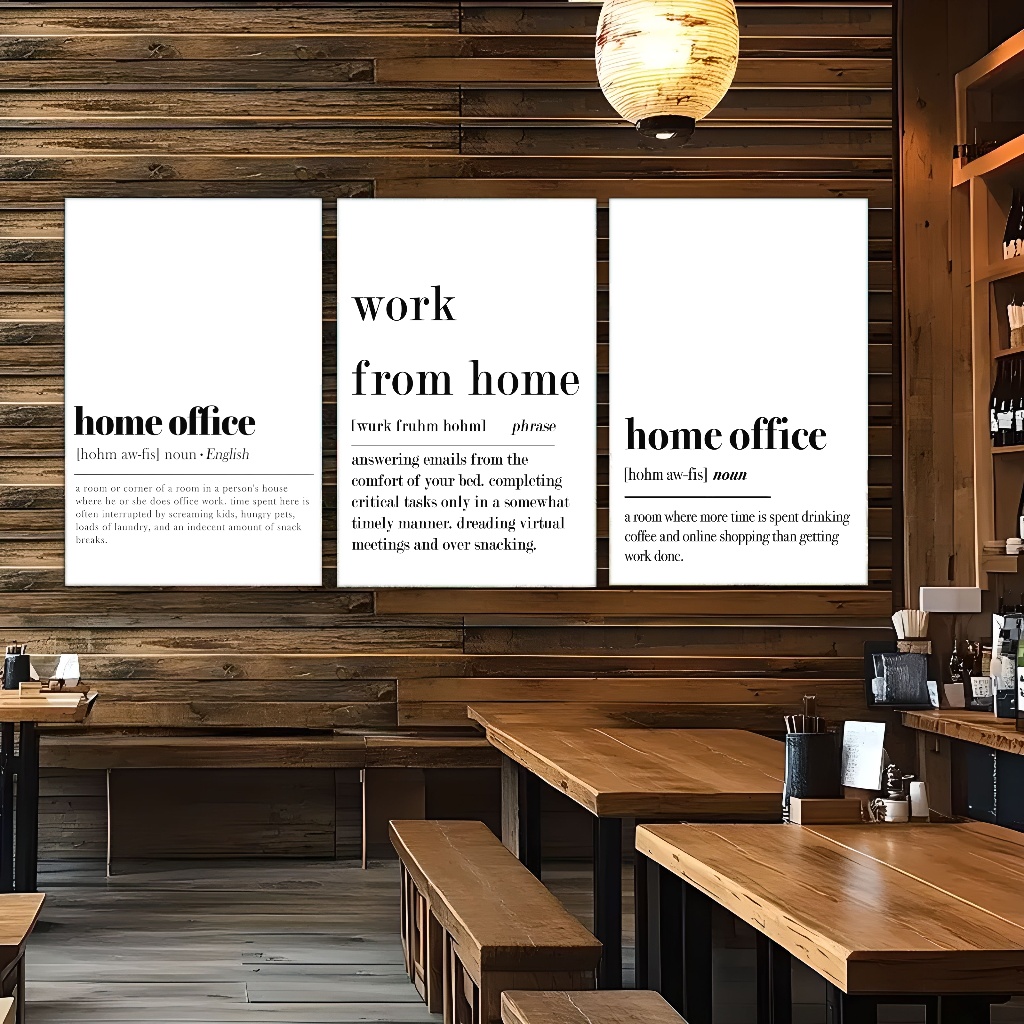 home office
[hohm aw-fis] noun • English
a room or corner of a room in a person's house
where he or she does office work. time spent here is
often interrupted by screaming kids, hungry pets,
loads of laundry, and an indecent amount of snack
breaks.
work
from home
[wurk fruhm hohm]
phrase
answering emails from the
comfort of your bed. completing
critical tasks only in a somewhat
timely manner. dreading virtual
meetings and over snacking.
home office
[hohm aw-fis] noun
a room where more time is spent drinking
coffee and online shopping than getting
work done.